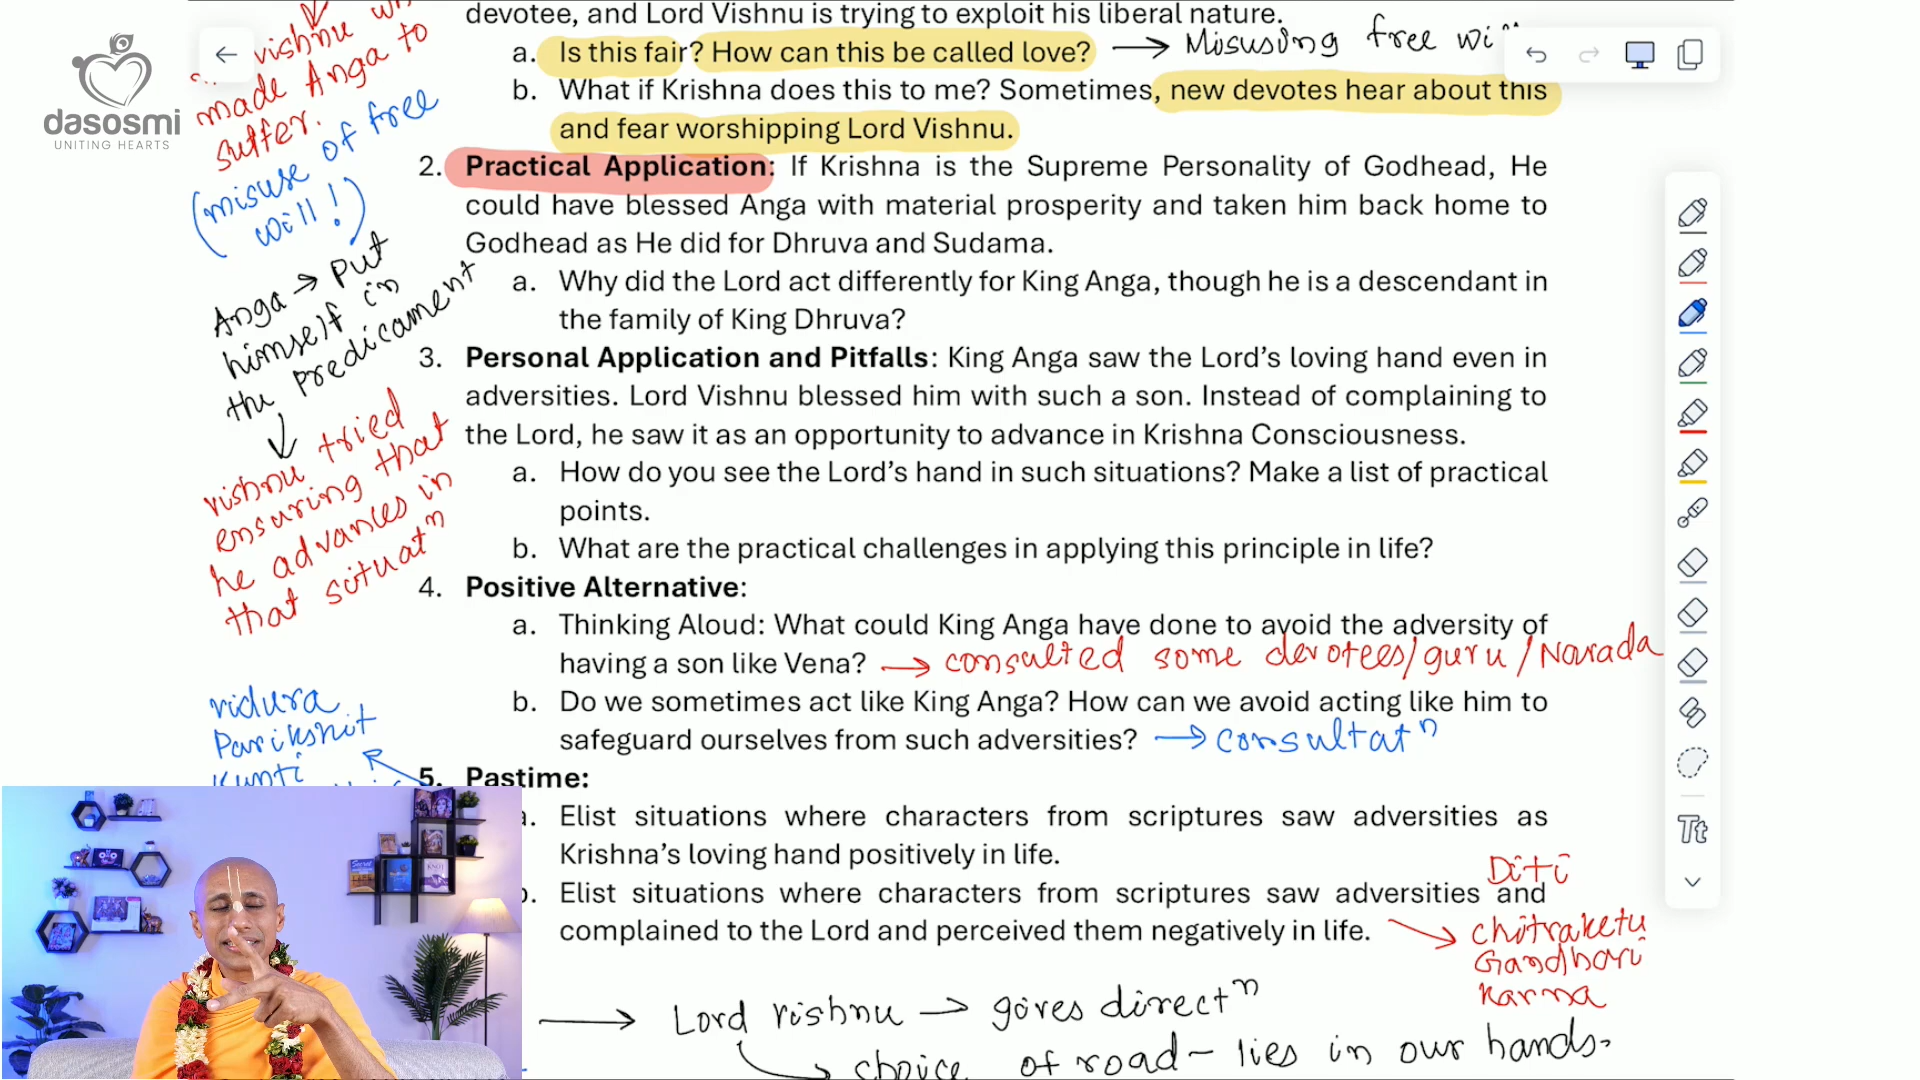 dasosmi
UNITING HEARTS
vishnu
made Anga to
suffer.
(misuse of free
will!)
Anga → Put
himself in
the predicament
vishnu tried
ensuring that
he advances in
that situatⁿ
vidura
Parikshit
Kunti
devotee, and Lord Vishnu is trying to exploit his liberal nature.
a. Is this fair? How can this be called love? → Misusing free
b. What if Krishna does this to me? Sometimes, new devotes hear about this
and fear worshipping Lord Vishnu.
2. Practical Application: If Krishna is the Supreme Personality of Godhead, He
could have blessed Anga with material prosperity and taken him back home to
Godhead as He did for Dhruva and Sudama.
a. Why did the Lord act differently for King Anga, though he is a descendant in
the family of King Dhruva?
3. Personal Application and Pitfalls: King Anga saw the Lord's loving hand even in
adversities. Lord Vishnu blessed him with such a son. Instead of complaining to
the Lord, he saw it as an opportunity to advance in Krishna Consciousness.
a. How do you see the Lord's hand in such situations? Make a list of practical
points.
b. What are the practical challenges in applying this principle in life?
4. Positive Alternative:
a. Thinking Aloud: What could King Anga have done to avoid the adversity of
having a son like Vena? → consulted some devotees/guru/Narada
b. Do we sometimes act like King Anga? How can we avoid acting like him to
safeguard ourselves from such adversities? → consultatⁿ
5. Pastime:
Elist situations where characters from scriptures saw adversities as
Krishna's loving hand positively in life.
Elist situations where characters from scriptures saw adversities and
complained to the Lord and perceived them negatively in life. →
Diti
chitraketu
Gandhari
Karna
→ Lord vishnu → gives directⁿ
→ choice of road - lies in our hands.
Tt